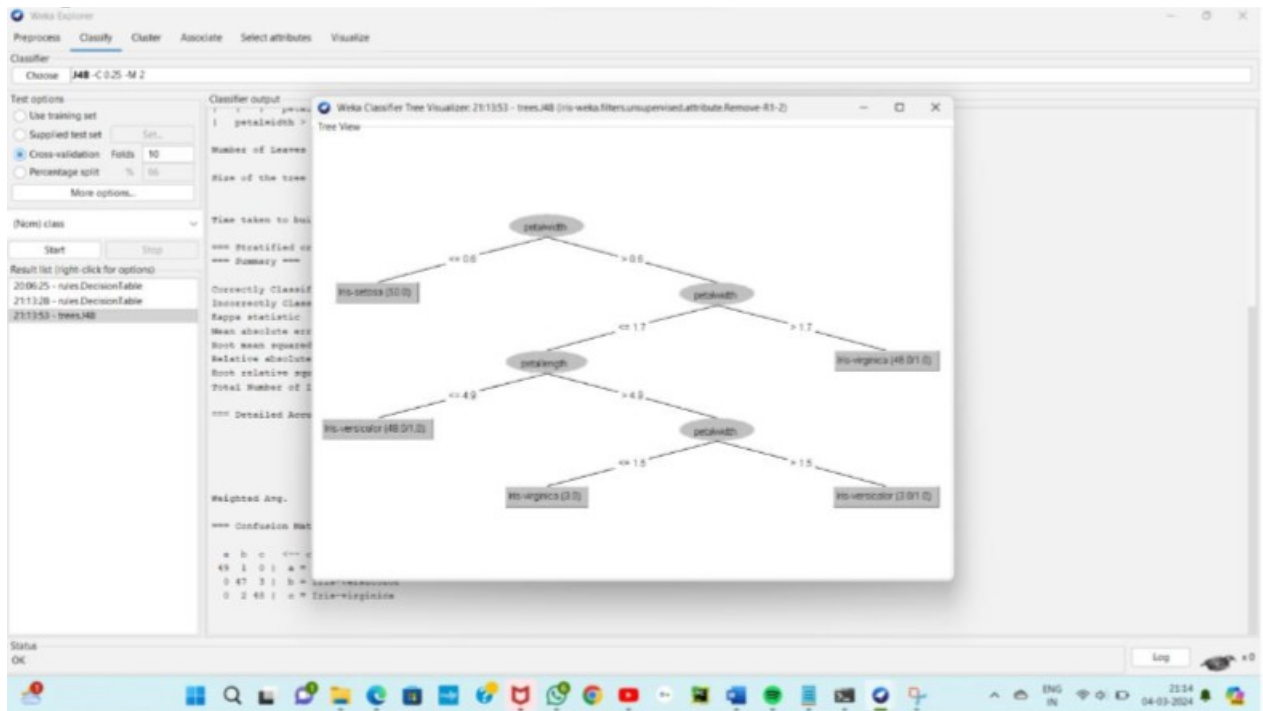 Weka Explorer
Preprocess Classify Cluster Associate Select attributes Visualize
Classifier
Choose J48 -C 0.25 -M 2
Test options
Use training set
Supplied test set Set...
Cross-validation Folds 10
Percentage split % 66
More options...
(Nom) class
Start Stop
Result list (right-click for options)
20:06:25 - rules.DecisionTable
21:13:28 - rules.DecisionTable
21:13:53 - trees.J48
Classifier output
petalwidth >
Number of Leaves
Size of the tree
Time taken to bui
=== Stratified cr
=== Summary ===
Correctly Classif
Incorrectly Class
Kappa statistic
Mean absolute err
Root mean squared
Relative absolute
Root relative squ
Total Number of I
=== Detailed Accu
Weighted Avg.
=== Confusion Mat
a b c <-- c
49 1 0 | a =
0 47 3 | b = Iris-versicolor
0 2 48 | c = Iris-virginica
Weka Classifier Tree Visualizer: 21:13:53 - trees.J48 (iris-weka.filters.unsupervised.attribute.Remove-R1-2)
Tree View
petalwidth
<= 0.6 > 0.6
Iris-setosa (50.0) petalwidth
<= 1.7 > 1.7
petallength Iris-virginica (46.0/1.0)
<= 4.9 > 4.9
Iris-versicolor (48.0/1.0) petalwidth
<= 1.5 > 1.5
Iris-virginica (3.0) Iris-versicolor (3.0/1.0)
Status
OK
Log x 0
ENG
IN
21:14
04-03-2024